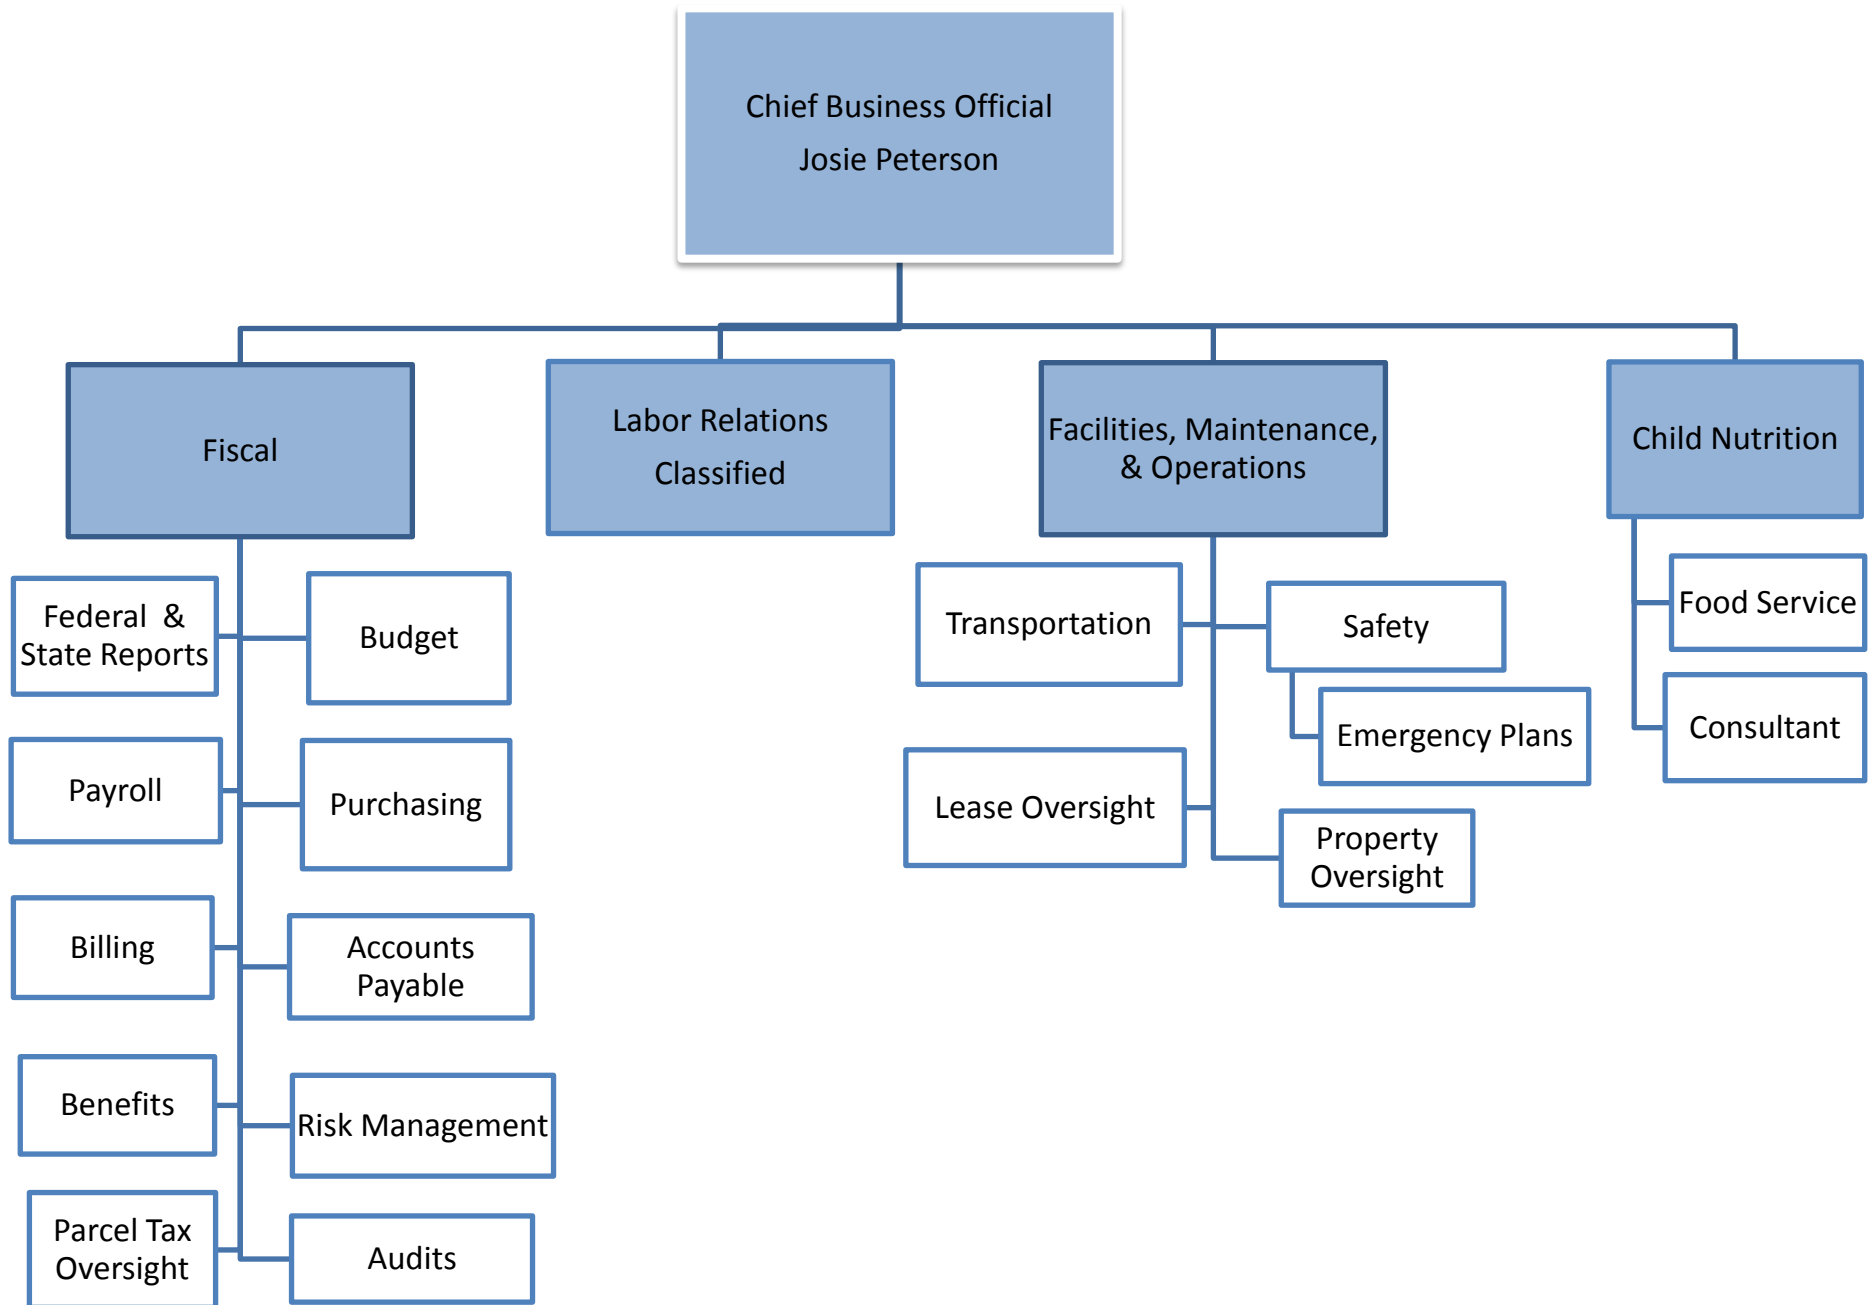 Chief Business Official
Josie Peterson
Fiscal
Labor Relations
Classified
Facilities, Maintenance,
& Operations
Child Nutrition
Federal  &
State Reports
Budget
Payroll
Purchasing
Billing
Accounts
Payable
Benefits
Risk Management
Parcel Tax
Oversight
Audits
Transportation
Safety
Emergency Plans
Lease Oversight
Property
Oversight
Food Service
Consultant